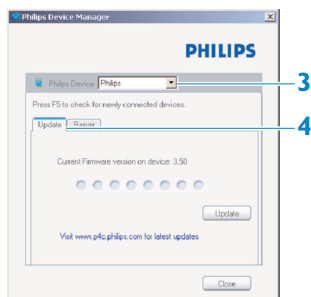 Philips Device Manager
PHILIPS
Philips Device Philips
3
Press F5 to check for newly connected devices.
Update Repair
4
Current Firmware version on device: 3.50
Update
Visit www.p4c.philips.com for latest updates
Close